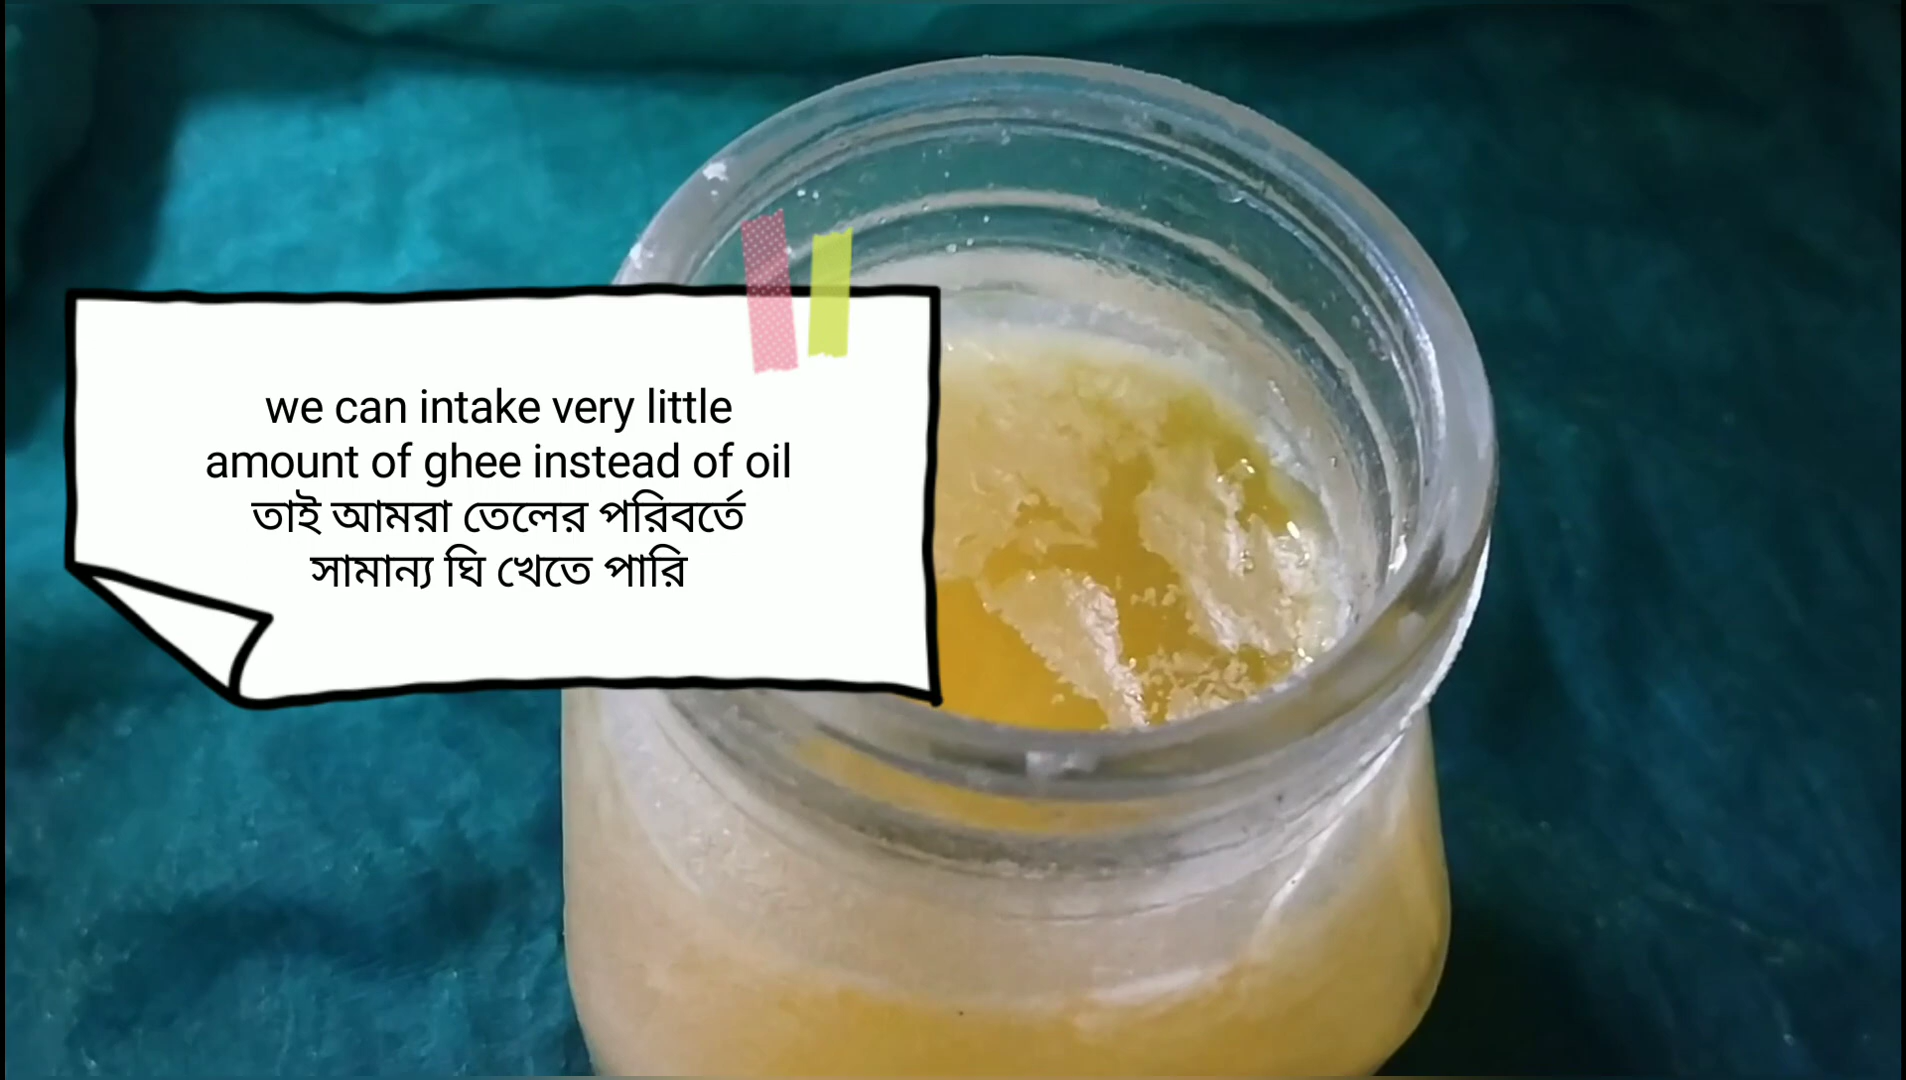 we can intake very little
amount of ghee instead of oil
তাই আমরা তেলের পরিবর্তে
সামান্য ঘি খেতে পারি